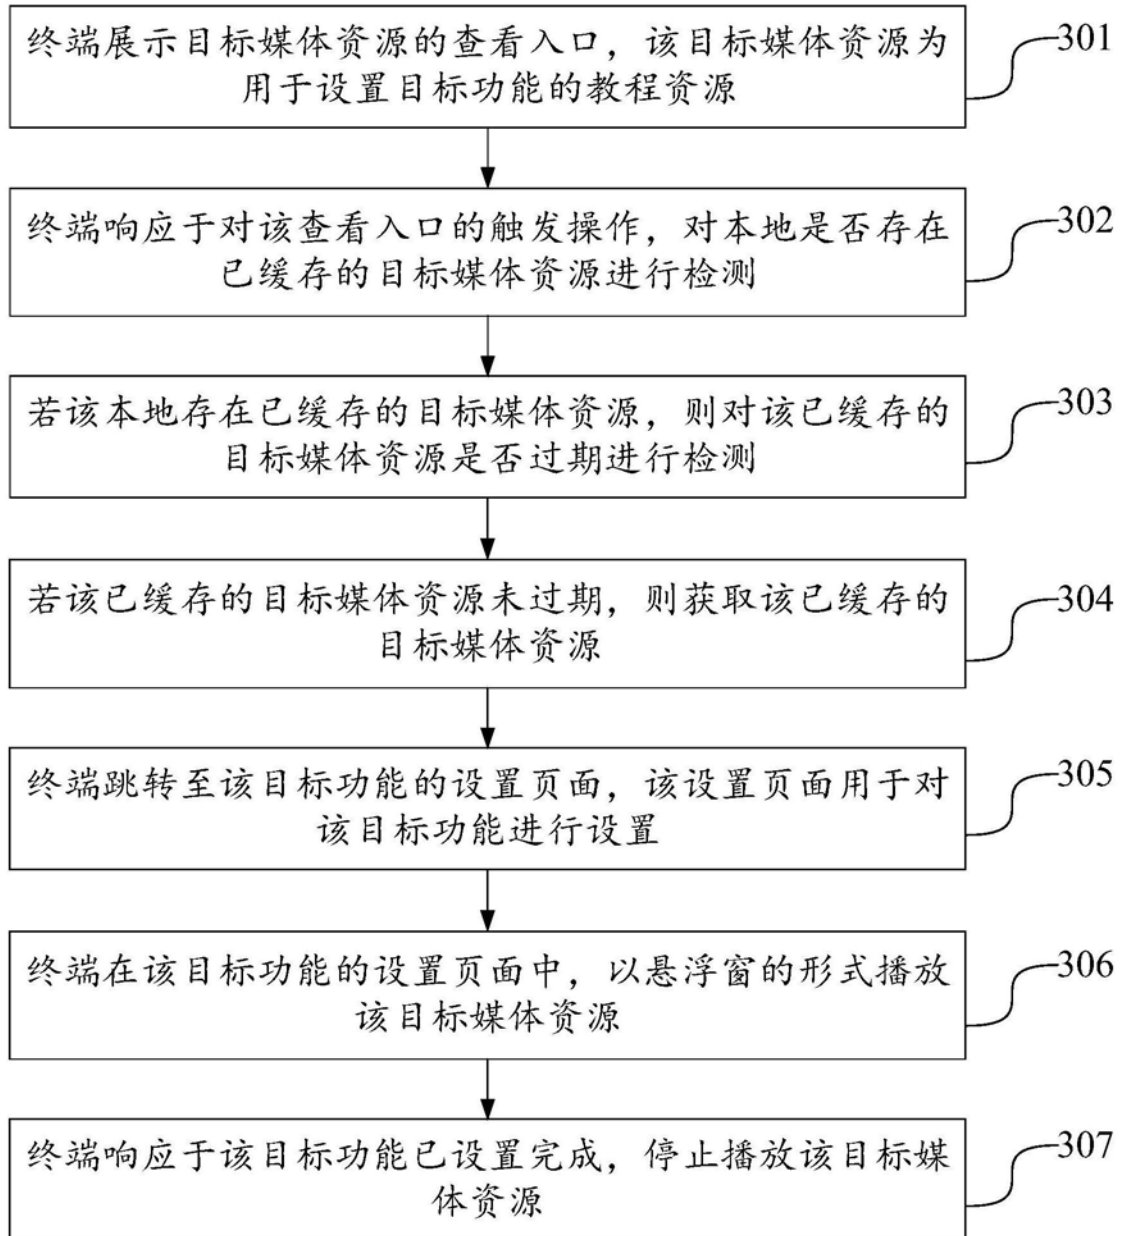 终端展示目标媒体资源的查看入口，该目标媒体资源为
用于设置目标功能的教程资源
301
终端响应于对该查看入口的触发操作，对本地是否存在
已缓存的目标媒体资源进行检测
302
若该本地存在已缓存的目标媒体资源，则对该已缓存的
目标媒体资源是否过期进行检测
303
若该已缓存的目标媒体资源未过期，则获取该已缓存的
目标媒体资源
304
终端跳转至该目标功能的设置页面，该设置页面用于对
该目标功能进行设置
305
终端在该目标功能的设置页面中，以悬浮窗的形式播放
该目标媒体资源
306
终端响应于该目标功能已设置完成，停止播放该目标媒
体资源
307